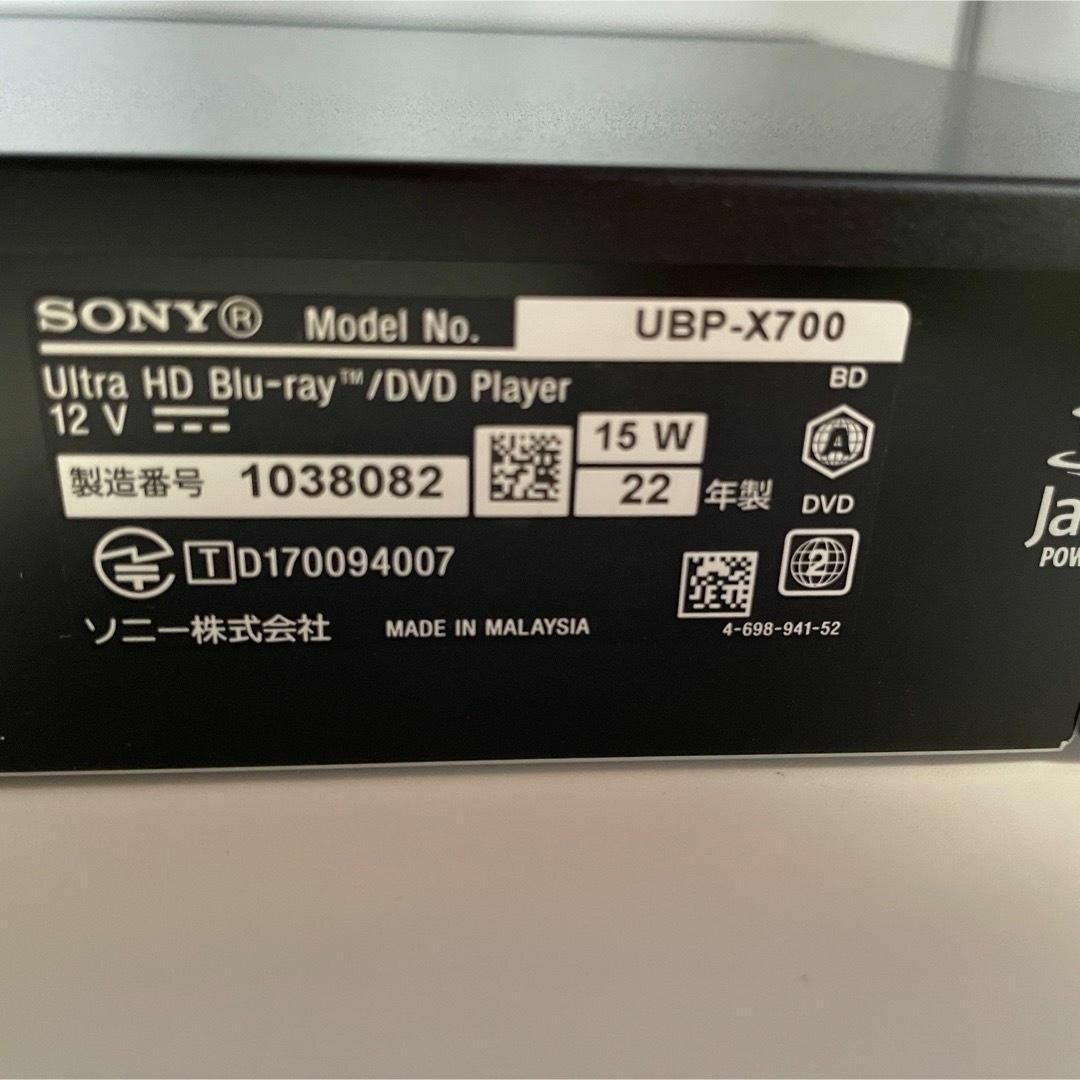 SONY® Model No. UBP-X700
Ultra HD Blu-ray™/DVD Player
BD
12 V
15 W
A
製造番号 1038082
22 年製
DVD
D170094007
T
2
ソニー株式会社 MADE IN MALAYSIA
4-698-941-52